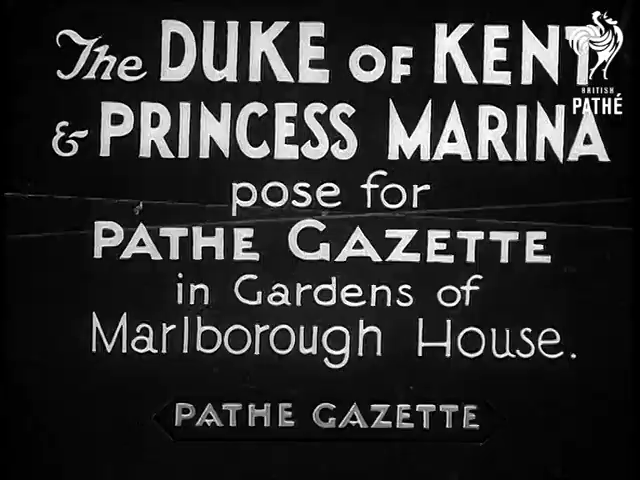 The DUKE OF KENT
& PRINCESS MARINA
pose for
PATHE GAZETTE
in Gardens of
Marlborough House.
PATHE GAZETTE
BRITISH
PATHÉ